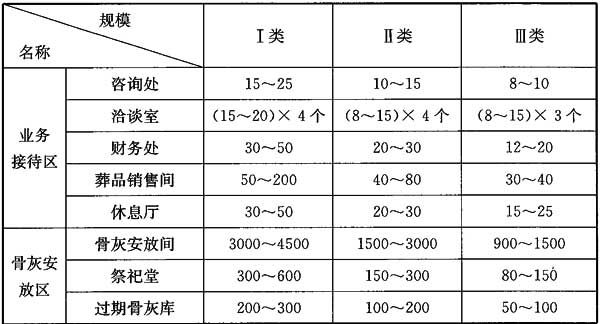 规模
名称 Ⅰ类 Ⅱ类 Ⅲ类
业务接待区 咨询处 15~25 10~15 8~10
洽谈室 (15~20)×4个 (8~15)×4个 (8~15)×3个
财务处 30~50 20~30 12~20
葬品销售间 50~200 40~80 30~40
休息厅 30~50 20~30 15~25
骨灰安放区 骨灰安放间 3000~4500 1500~3000 900~1500
祭祀堂 300~600 150~300 80~150
过期骨灰库 200~300 100~200 50~100